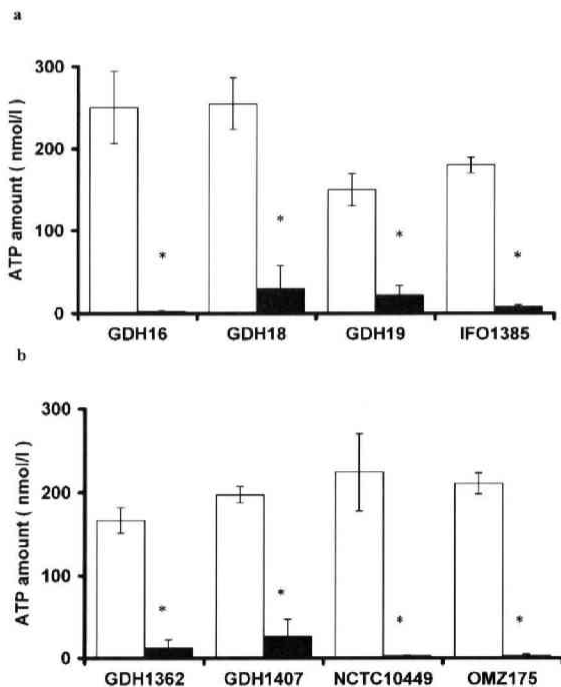 a
300
200
100
0
ATP amount ( nmol/l )
*
*
*
*
GDH16 GDH18 GDH19 IFO1385
b
300
200
100
0
ATP amount ( nmol/l )
*
*
*
*
GDH1362 GDH1407 NCTC10449 OMZ175